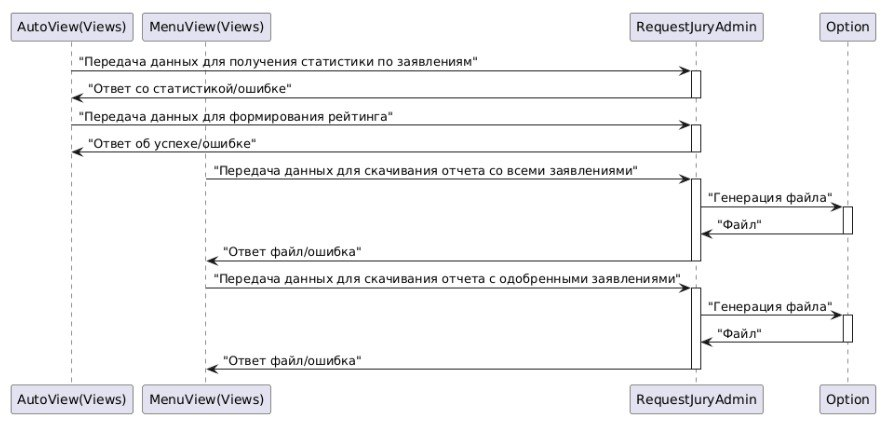 AutoView(Views) MenuView(Views) RequestJuryAdmin Option
"Передача данных для получения статистики по заявлениям"
"Ответ со статистикой/ошибке"
"Передача данных для формирования рейтинга"
"Ответ об успехе/ошибке"
"Передача данных для скачивания отчета со всеми заявлениями"
"Генерация файла"
"Файл"
"Ответ файл/ошибка"
"Передача данных для скачивания отчета с одобренными заявлениями"
"Генерация файла"
"Файл"
"Ответ файл/ошибка"
AutoView(Views) MenuView(Views) RequestJuryAdmin Option